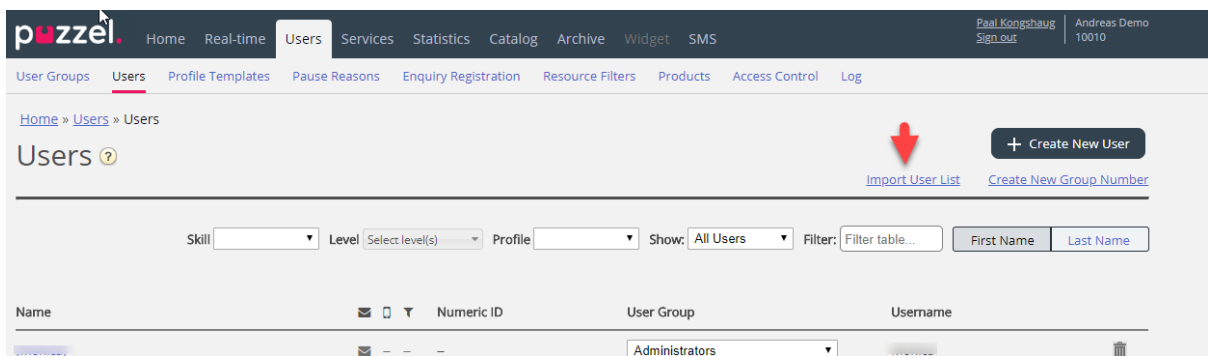 puzzel.
Home Real-time Users Services Statistics Catalog Archive Widget SMS
Paal Kongshaug
Sign out
Andreas Demo
10010
User Groups Users Profile Templates Pause Reasons Enquiry Registration Resource Filters Products Access Control Log
Home » Users » Users
Users ?
+ Create New User
Import User List Create New Group Number
Skill Level Select level(s) Profile Show: All Users Filter: Filter table... First Name Last Name
Name Numeric ID User Group Username
– – – Administrators